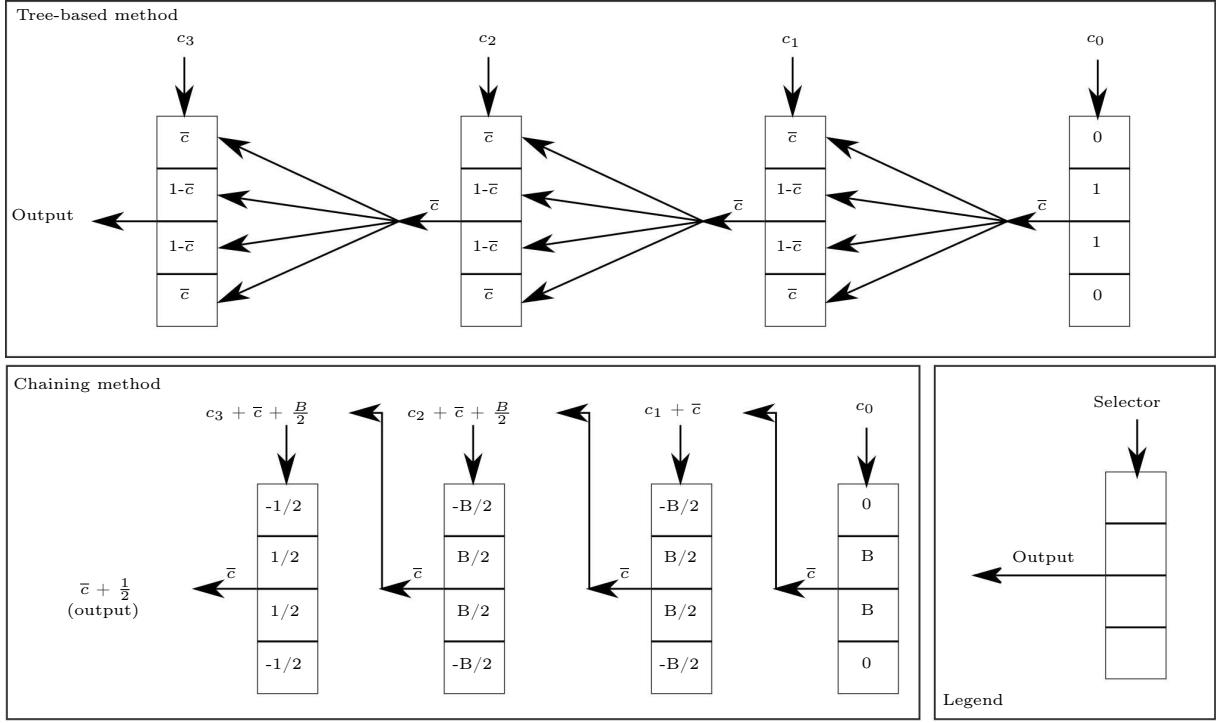 Tree-based method
c₃ c₂ c₁ c₀
c̅ c̅ c̅ 0
1-c̅ 1-c̅ 1-c̅ 1
Output c̅ c̅ c̅
1-c̅ 1-c̅ 1-c̅ 1
c̅ c̅ c̅ 0
Chaining method
c₃ + c̅ + B/2 c₂ + c̅ + B/2 c₁ + c̅ c₀
-1/2 -B/2 -B/2 0
1/2 B/2 B/2 B
c̅ c̅ c̅ c̅
c̅ + 1/2
(output)
1/2 B/2 B/2 B
-1/2 -B/2 -B/2 0
Selector
Output
Legend